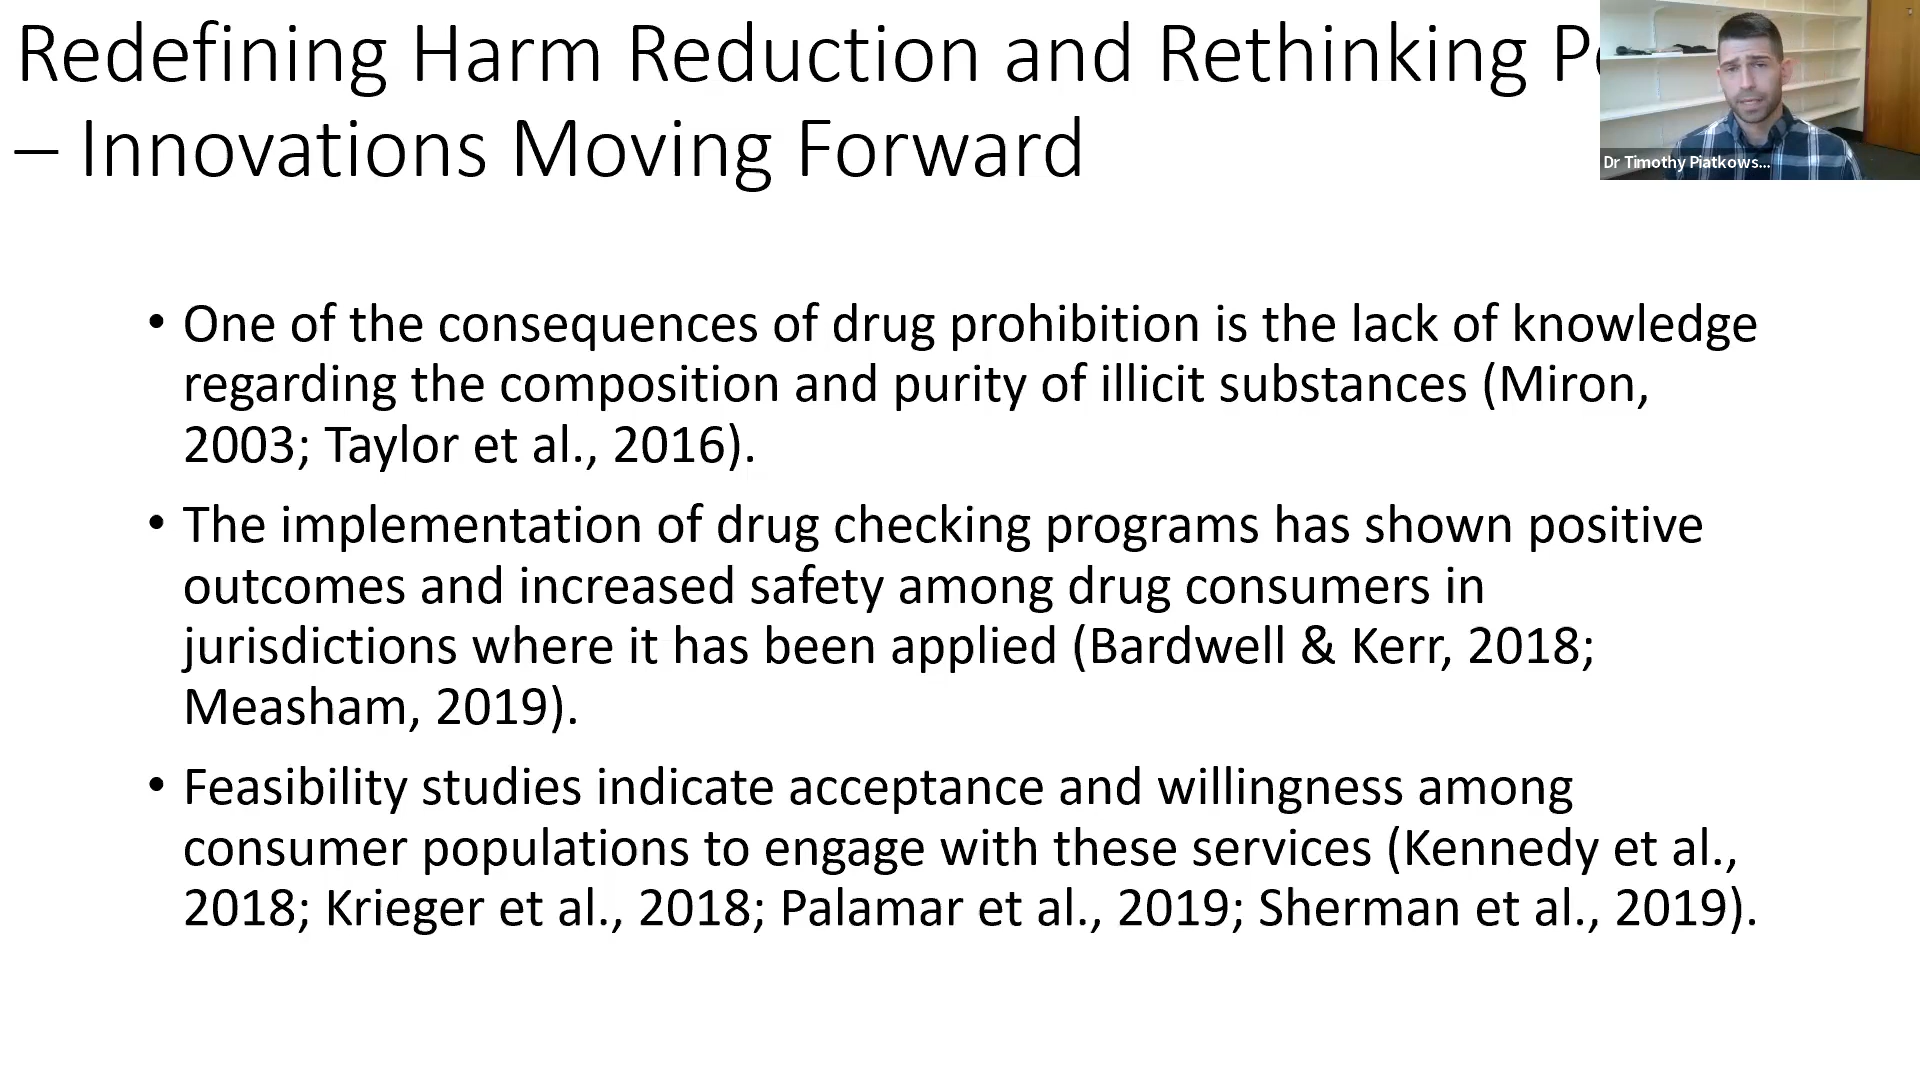 Redefining Harm Reduction and Rethinking
– Innovations Moving Forward
Dr Timothy Piatkows...
• One of the consequences of drug prohibition is the lack of knowledge
regarding the composition and purity of illicit substances (Miron,
2003; Taylor et al., 2016).
• The implementation of drug checking programs has shown positive
outcomes and increased safety among drug consumers in
jurisdictions where it has been applied (Bardwell & Kerr, 2018;
Measham, 2019).
• Feasibility studies indicate acceptance and willingness among
consumer populations to engage with these services (Kennedy et al.,
2018; Krieger et al., 2018; Palamar et al., 2019; Sherman et al., 2019).